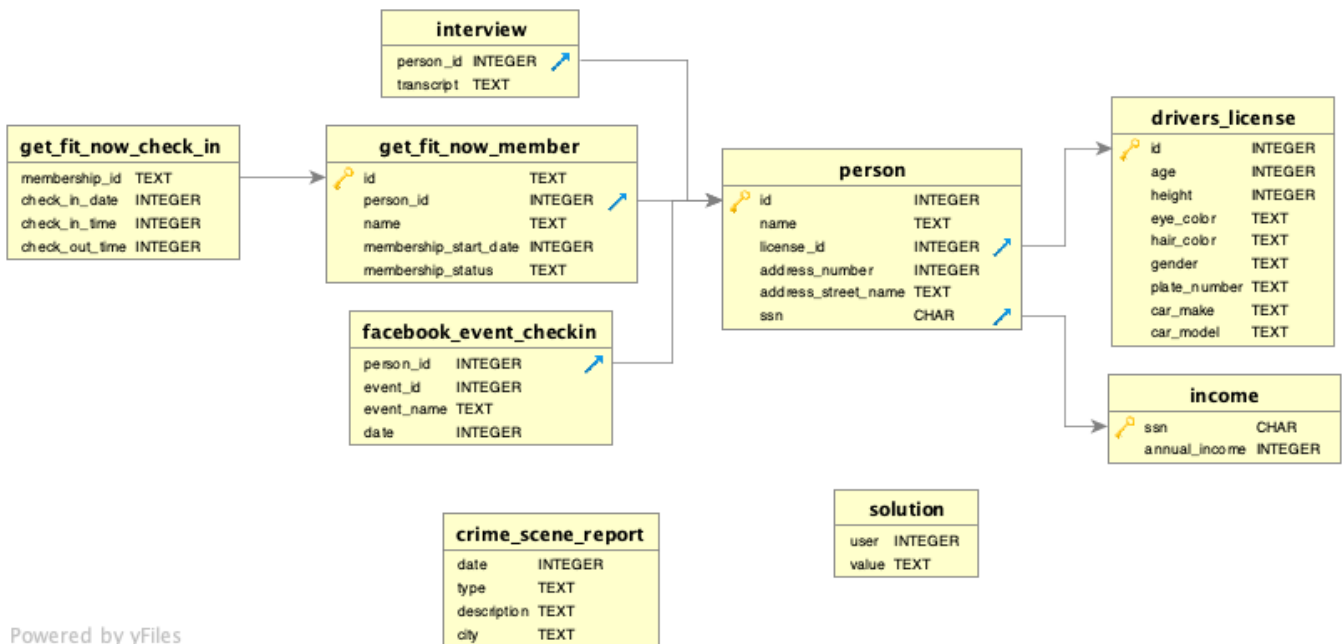 interview
person_id INTEGER
transcript TEXT
get_fit_now_check_in
membership_id TEXT
check_in_date INTEGER
check_in_time INTEGER
check_out_time INTEGER
get_fit_now_member
id TEXT
person_id INTEGER
name TEXT
membership_start_date INTEGER
membership_status TEXT
facebook_event_checkin
person_id INTEGER
event_id INTEGER
event_name TEXT
date INTEGER
person
id INTEGER
name TEXT
license_id INTEGER
address_number INTEGER
address_street_name TEXT
ssn CHAR
drivers_license
id INTEGER
age INTEGER
height INTEGER
eye_color TEXT
hair_color TEXT
gender TEXT
plate_number TEXT
car_make TEXT
car_model TEXT
income
ssn CHAR
annual_income INTEGER
solution
user INTEGER
value TEXT
crime_scene_report
date INTEGER
type TEXT
description TEXT
city TEXT
Powered by yFiles